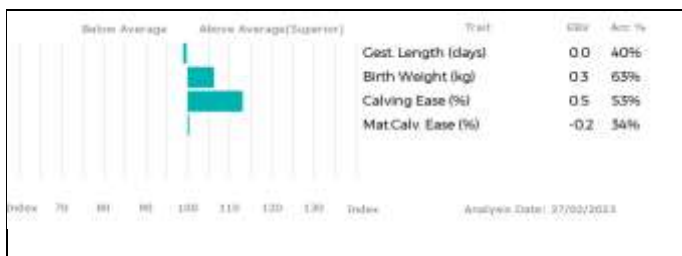 Below Average Above Average(Superior) Trait EBV Acc %
Gest. Length (days) 0.0 40%
Birth Weight (kg) 0.3 63%
Calving Ease (%) 0.5 53%
Mat.Calv. Ease (%) -0.2 34%
Index 70 80 90 100 110 120 130 Index Analysis Date: 27/02/2023